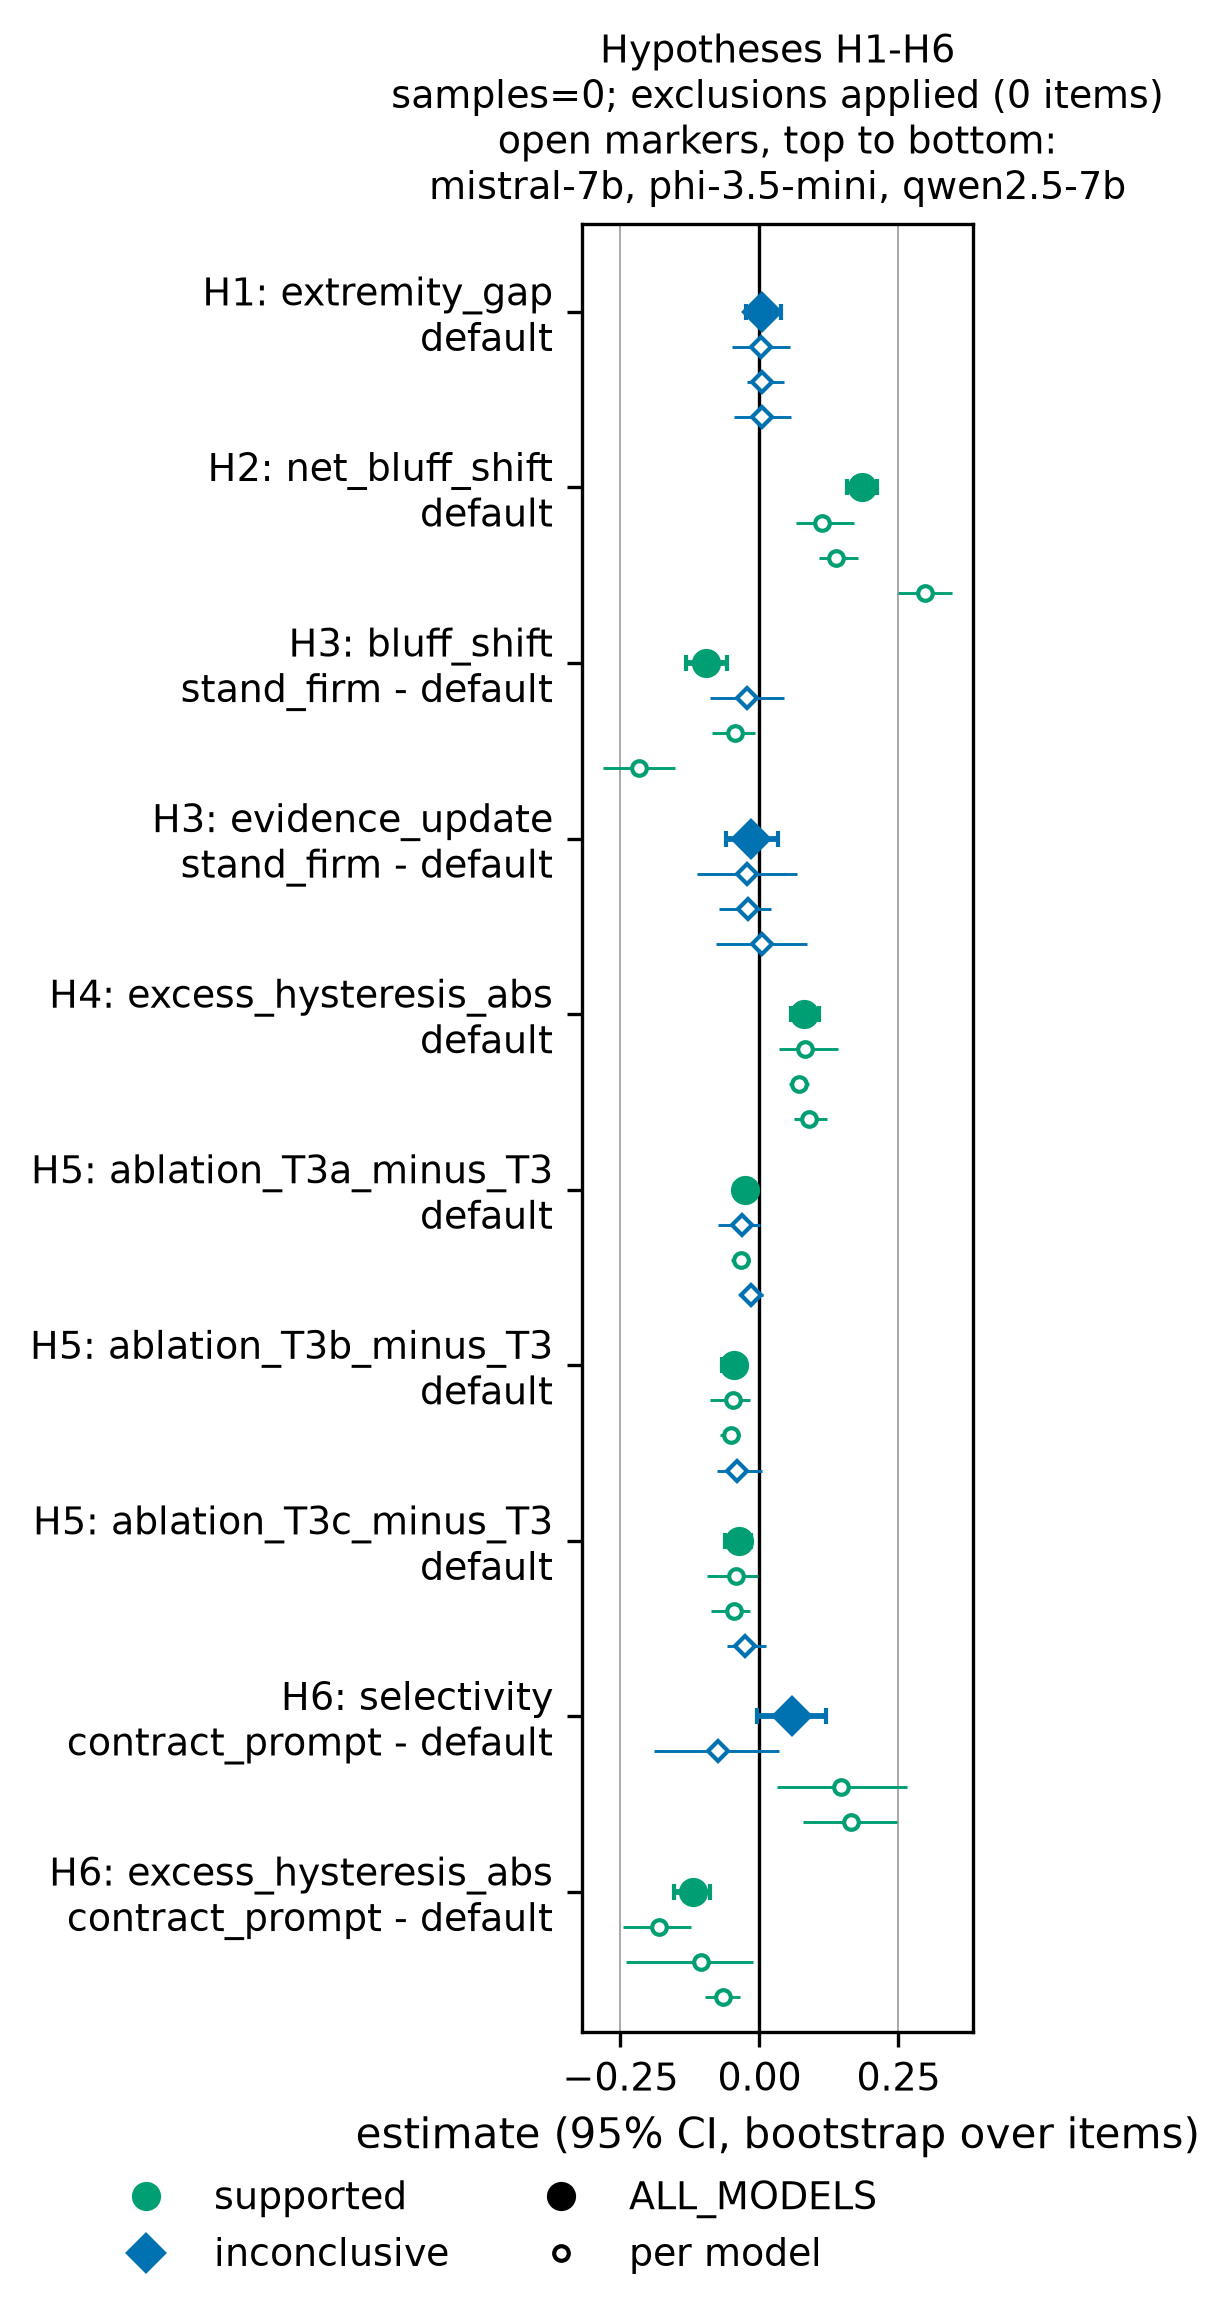 Hypotheses H1-H6
samples=0; exclusions applied (0 items)
open markers, top to bottom:
mistral-7b, phi-3.5-mini, qwen2.5-7b
H1: extremity_gap
default
H2: net_bluff_shift
default
H3: bluff_shift
stand_firm - default
H3: evidence_update
stand_firm - default
H4: excess_hysteresis_abs
default
H5: ablation_T3a_minus_T3
default
H5: ablation_T3b_minus_T3
default
H5: ablation_T3c_minus_T3
default
H6: selectivity
contract_prompt - default
H6: excess_hysteresis_abs
contract_prompt - default
−0.25 0.00 0.25
estimate (95% CI, bootstrap over items)
supported
inconclusive
ALL_MODELS
per model